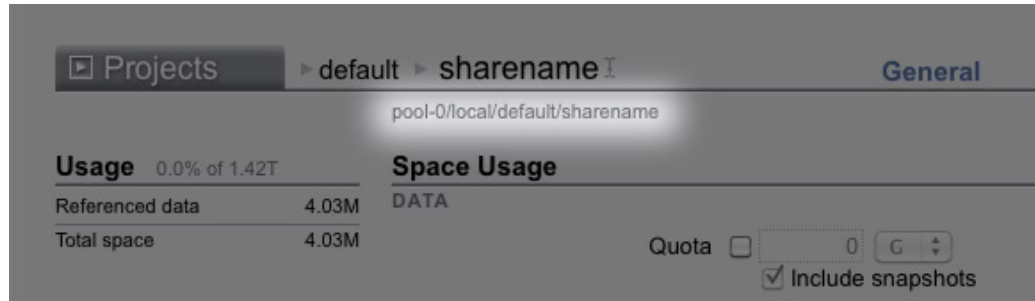 Projects default sharename General
pool-0/local/default/sharename
Usage 0.0% of 1.42T Space Usage
Referenced data 4.03M DATA
Total space 4.03M
Quota 0 G
Include snapshots